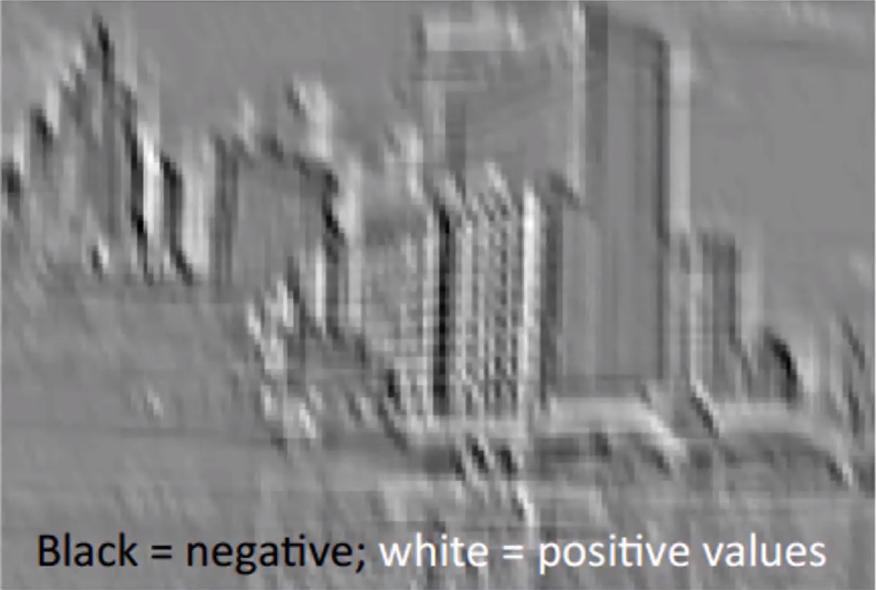 Black = negative; white = positive values